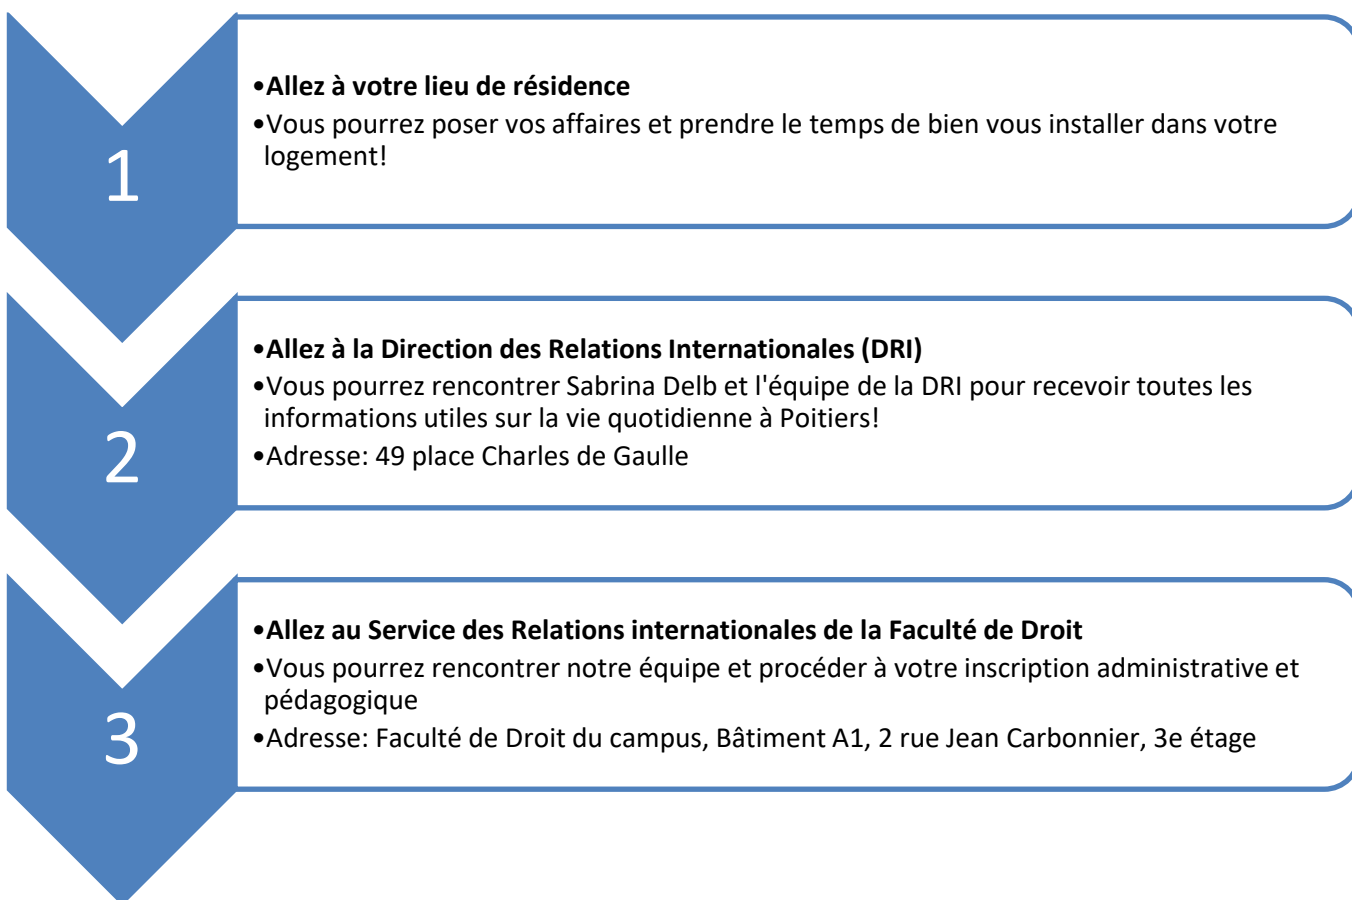 1
•Allez à votre lieu de résidence
•Vous pourrez poser vos affaires et prendre le temps de bien vous installer dans votre
logement!
2
•Allez à la Direction des Relations Internationales (DRI)
•Vous pourrez rencontrer Sabrina Delb et l'équipe de la DRI pour recevoir toutes les
informations utiles sur la vie quotidienne à Poitiers!
•Adresse: 49 place Charles de Gaulle
3
•Allez au Service des Relations internationales de la Faculté de Droit
•Vous pourrez rencontrer notre équipe et procéder à votre inscription administrative et
pédagogique
•Adresse: Faculté de Droit du campus, Bâtiment A1, 2 rue Jean Carbonnier, 3e étage